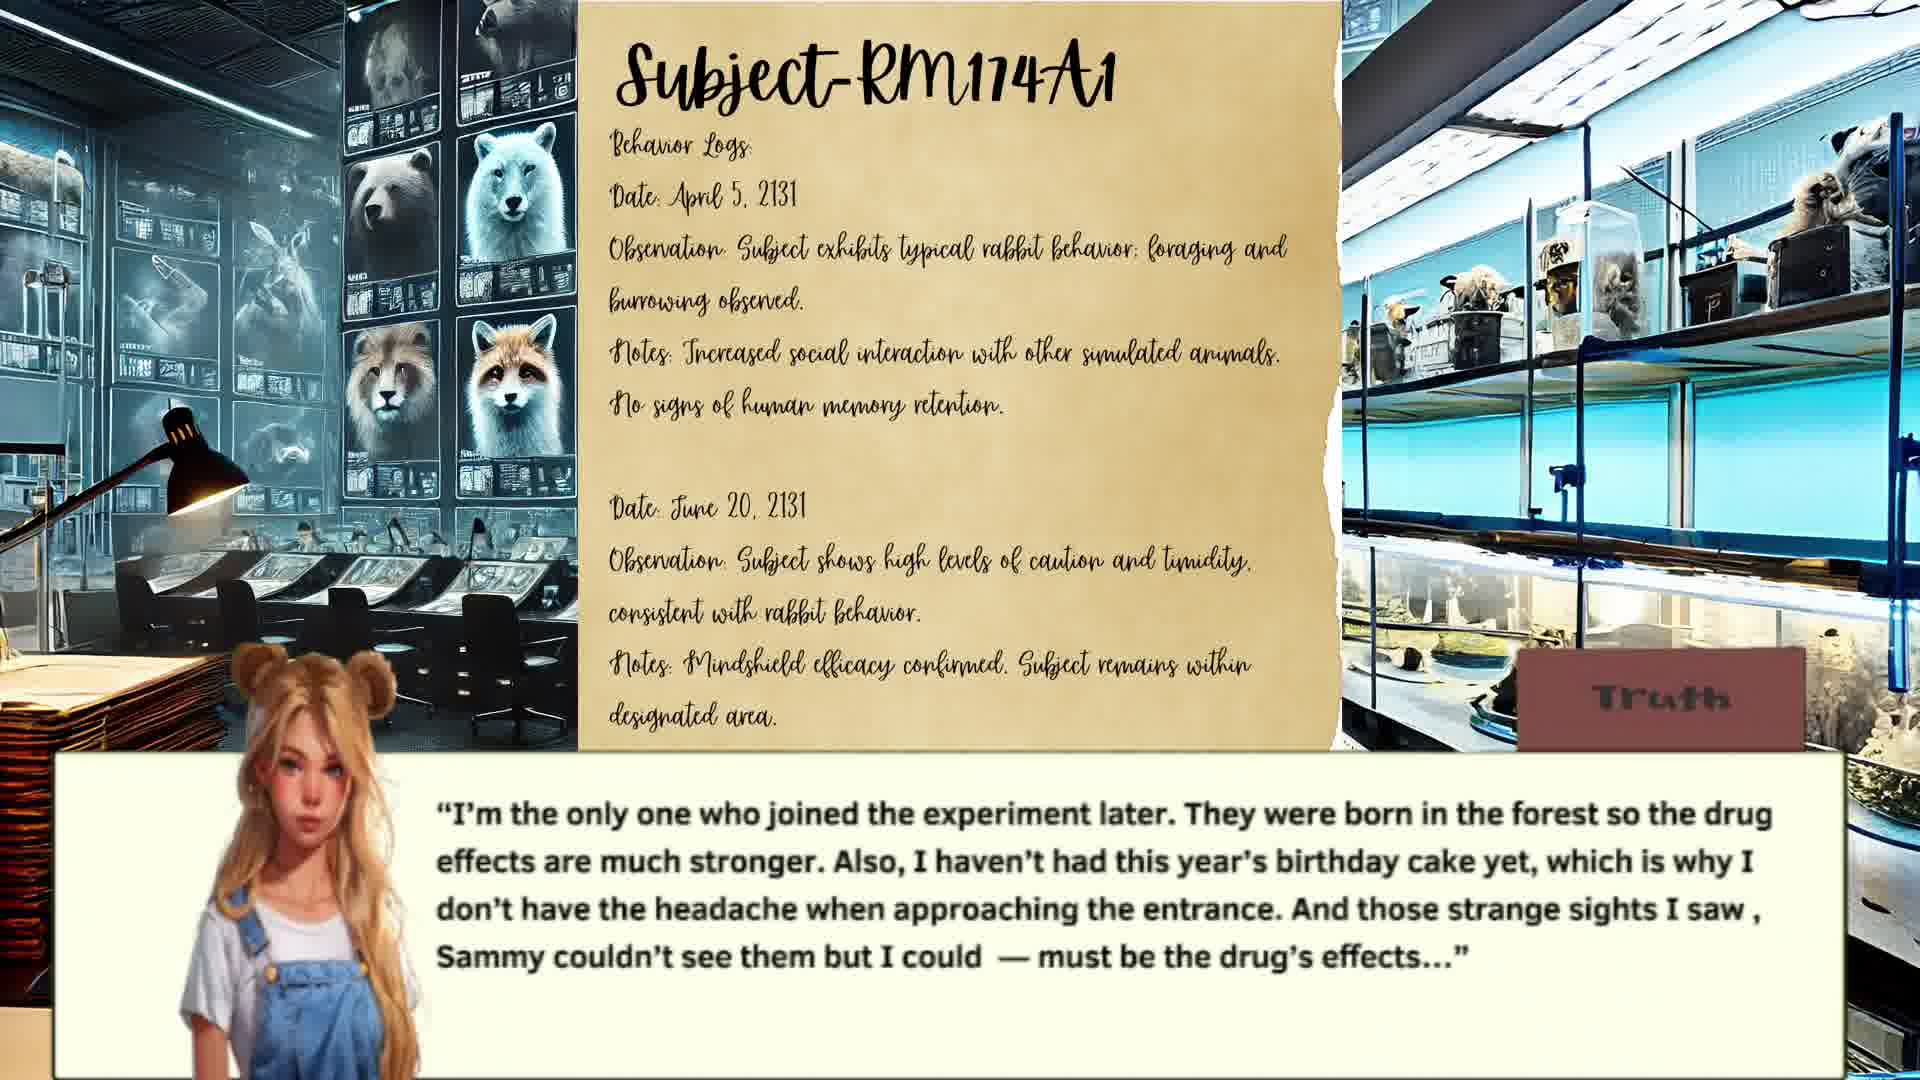 Subject-RM174A1
Behavior Logs:
Date: April 5, 2131
Observation: Subject exhibits typical rabbit behavior; foraging and
burrowing observed.
Notes: Increased social interaction with other simulated animals.
No signs of human memory retention.
Date: June 20, 2131
Observation: Subject shows high levels of caution and timidity,
consistent with rabbit behavior.
Notes: Mindshield efficacy confirmed. Subject remains within
designated area.
Truth
“I’m the only one who joined the experiment later. They were born in the forest so the drug
effects are much stronger. Also, I haven’t had this year’s birthday cake yet, which is why I
don’t have the headache when approaching the entrance. And those strange sights I saw ,
Sammy couldn’t see them but I could — must be the drug’s effects...”